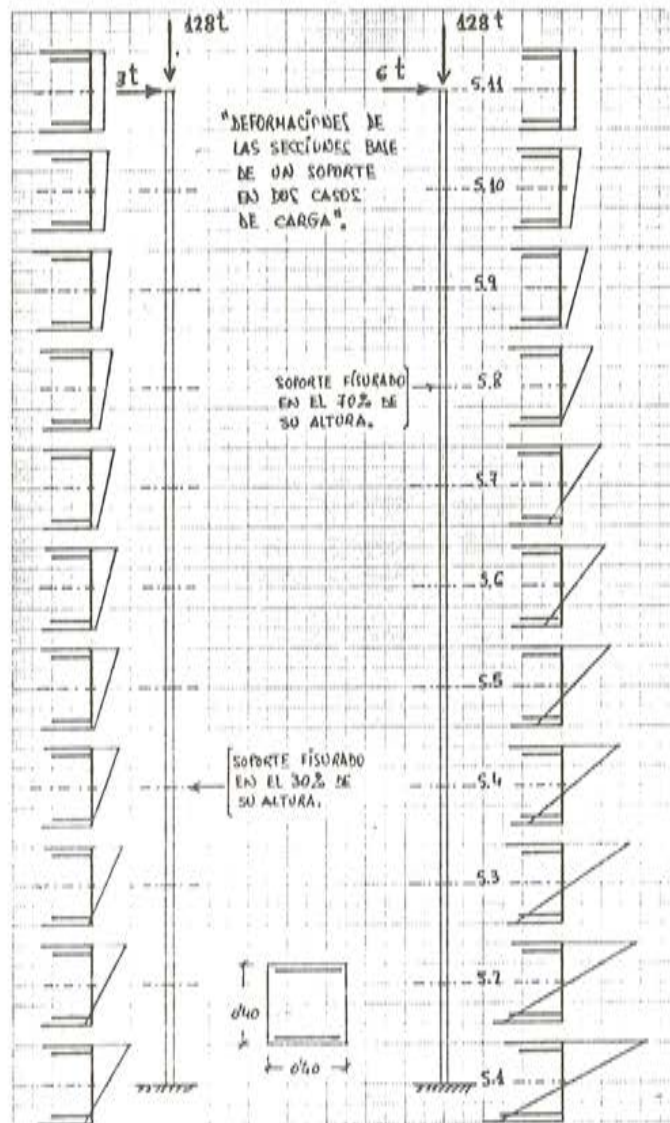 128t
128t
3t
6t
S.11
"DEFORMACIONES DE
LAS SECCIONES BASE
DE UN SOPORTE
EN DOS CASOS
DE CARGA".
S.10
S.9
SOPORTE FISURADO
EN EL 70% DE
SU ALTURA.
S.8
S.7
S.6
S.5
SOPORTE FISURADO
EN EL 30% DE
SU ALTURA.
S.4
S.3
S.2
0'40
0'40
S.1